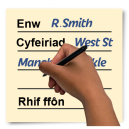 Enw R.Smith
Cyfeiriad West St
Rhif ffôn